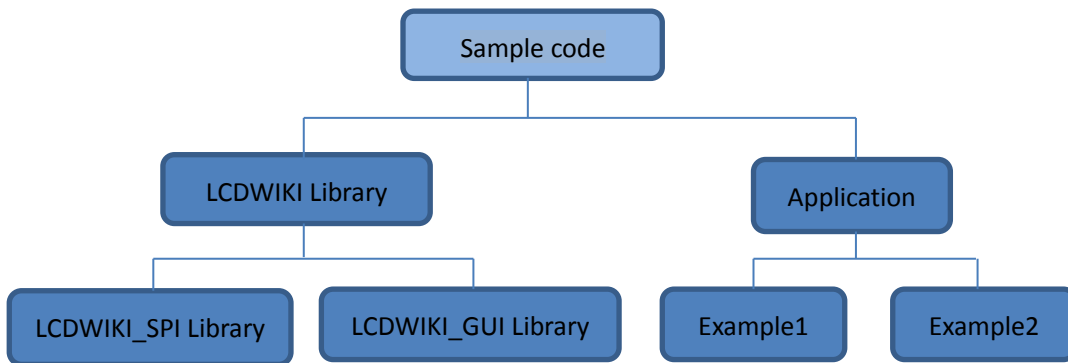 Sample code
LCDWIKI Library
Application
LCDWIKI_SPI Library
LCDWIKI_GUI Library
Example1
Example2